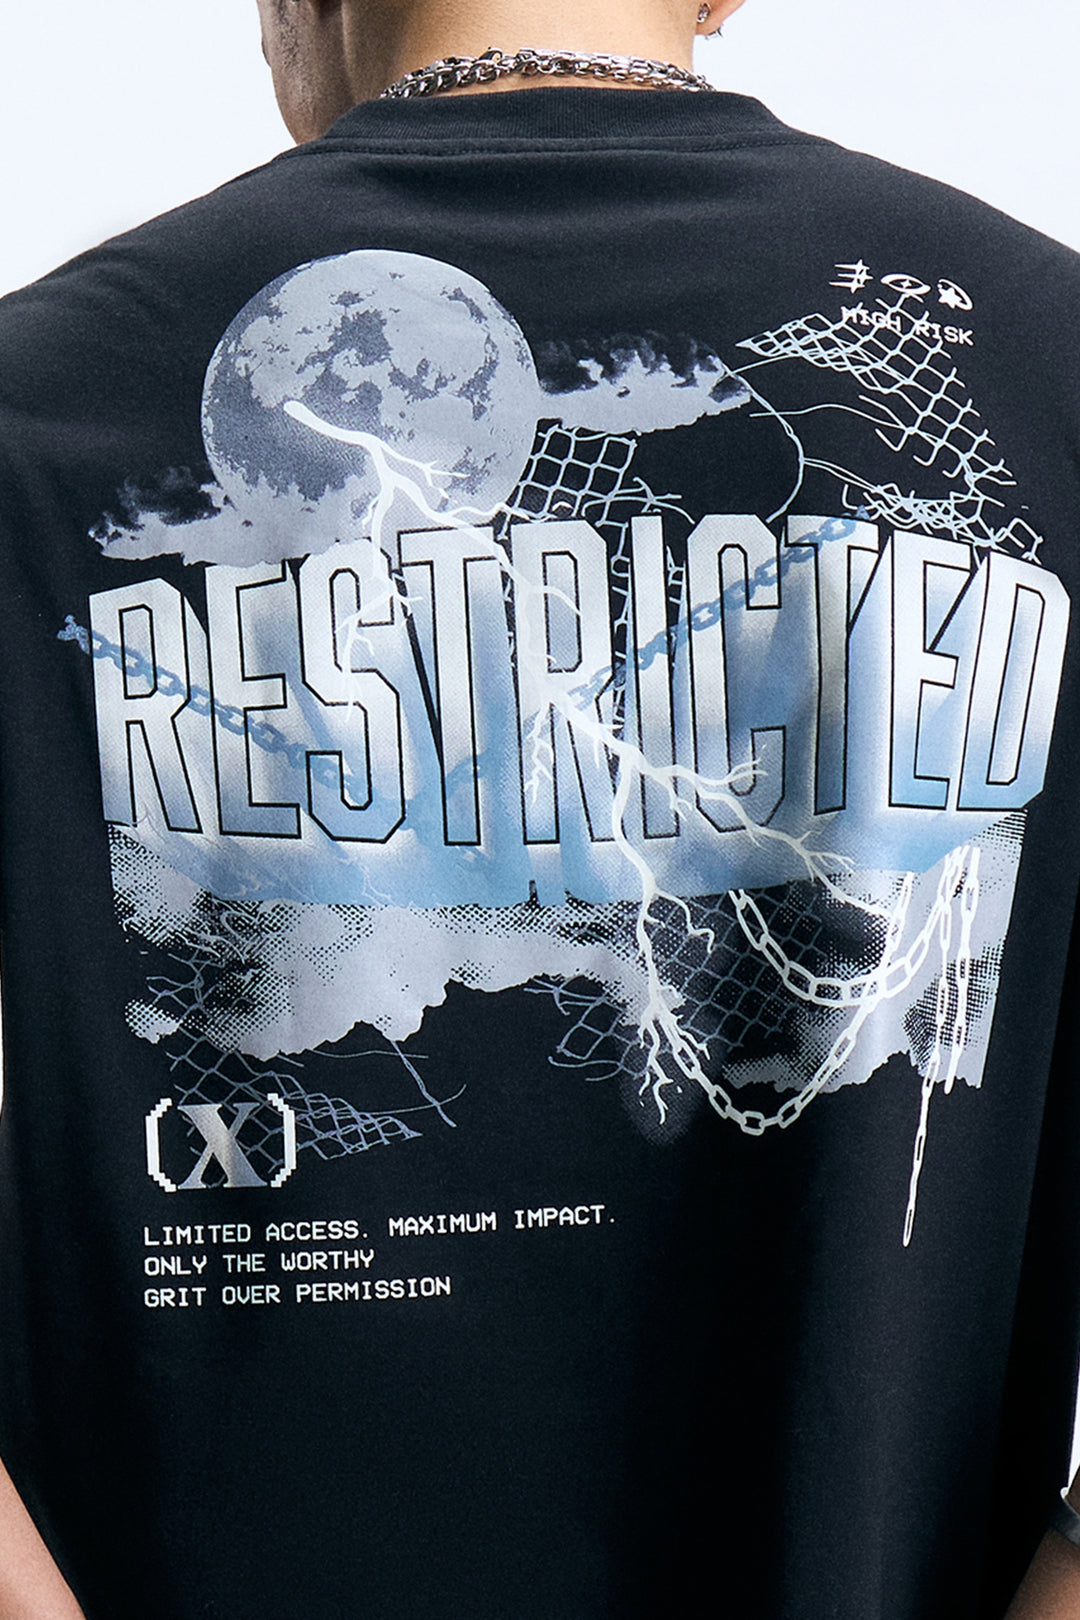 HIGH RISK
RESTRICTED
(X)
LIMITED ACCESS. MAXIMUM IMPACT.
ONLY THE WORTHY
GRIT OVER PERMISSION